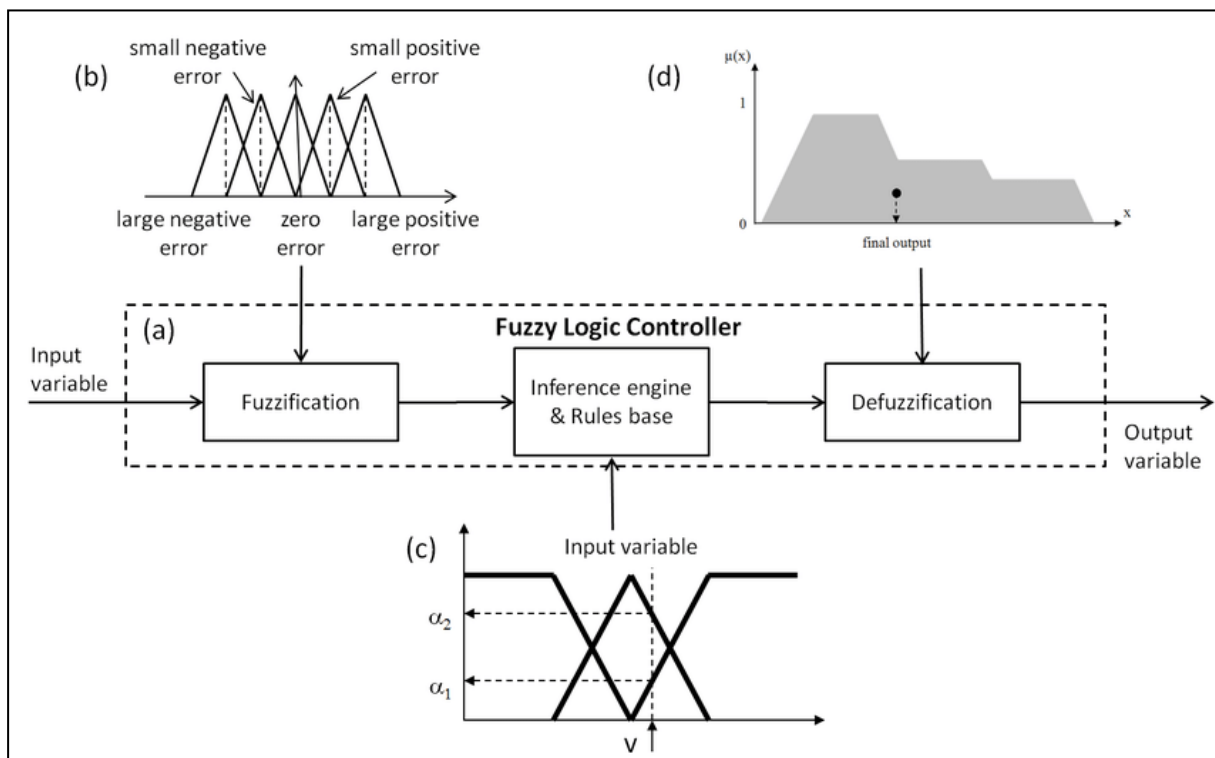 (b)
small negative
error
small positive
error
large negative
error
zero
error
large positive
error
(d)
μ(x)
1
0
x
final output
(a)
Fuzzy Logic Controller
Input
variable
Fuzzification
Inference engine
& Rules base
Defuzzification
Output
variable
(c)
Input variable
α2
α1
v